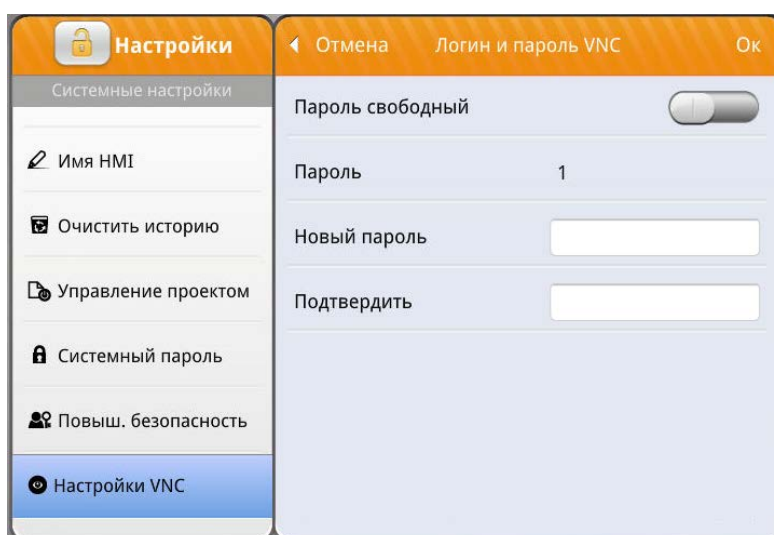 Настройки
Системные настройки
Имя HMI
Очистить историю
Управление проектом
Системный пароль
Повыш. безопасность
Настройки VNC
Отмена Логин и пароль VNC Ок
Пароль свободный
Пароль 1
Новый пароль
Подтвердить